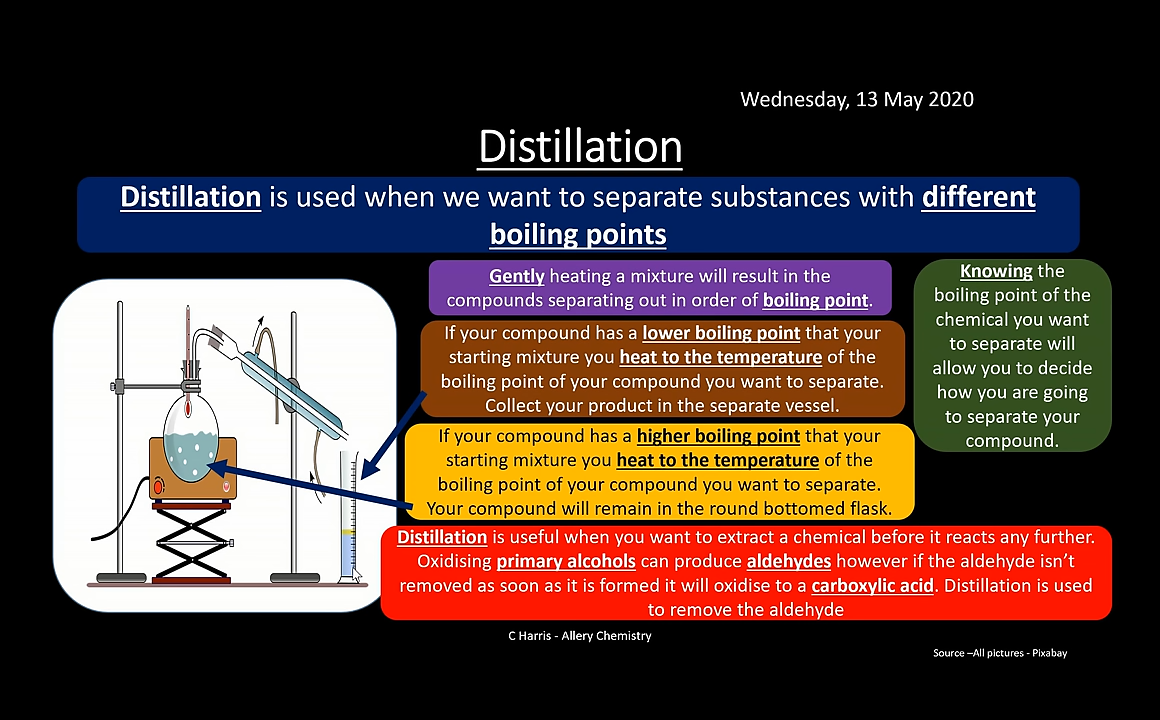 Wednesday, 13 May 2020
Distillation
Distillation is used when we want to separate substances with different
boiling points
Gently heating a mixture will result in the
compounds separating out in order of boiling point.
If your compound has a lower boiling point that your
starting mixture you heat to the temperature of the
boiling point of your compound you want to separate.
Collect your product in the separate vessel.
If your compound has a higher boiling point that your
starting mixture you heat to the temperature of the
boiling point of your compound you want to separate.
Your compound will remain in the round bottomed flask.
Knowing the
boiling point of the
chemical you want
to separate will
allow you to decide
how you are going
to separate your
compound.
Distillation is useful when you want to extract a chemical before it reacts any further.
Oxidising primary alcohols can produce aldehydes however if the aldehyde isn’t
removed as soon as it is formed it will oxidise to a carboxylic acid. Distillation is used
to remove the aldehyde
C Harris - Allery Chemistry
Source –All pictures - Pixabay